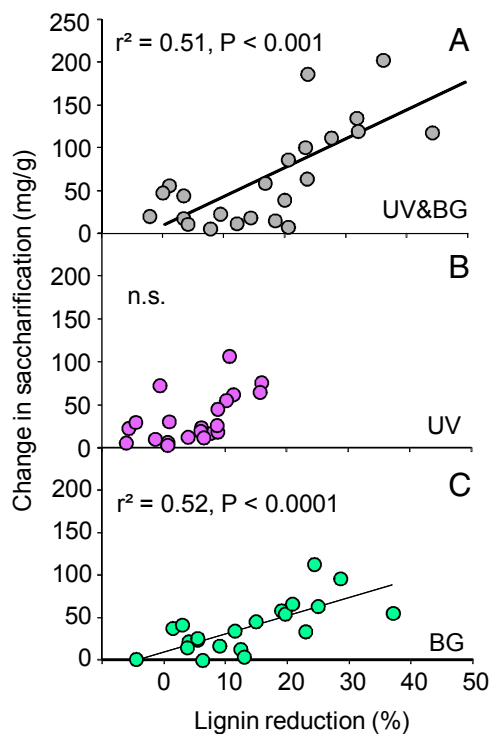 250
200
150
100
50
0
r² = 0.51, P < 0.001
A
UV&BG
200
150
100
50
0
n.s.
B
UV
200
150
100
50
0
r² = 0.52, P < 0.0001
C
BG
Change in saccharification (mg/g)
0 10 20 30 40 50
Lignin reduction (%)